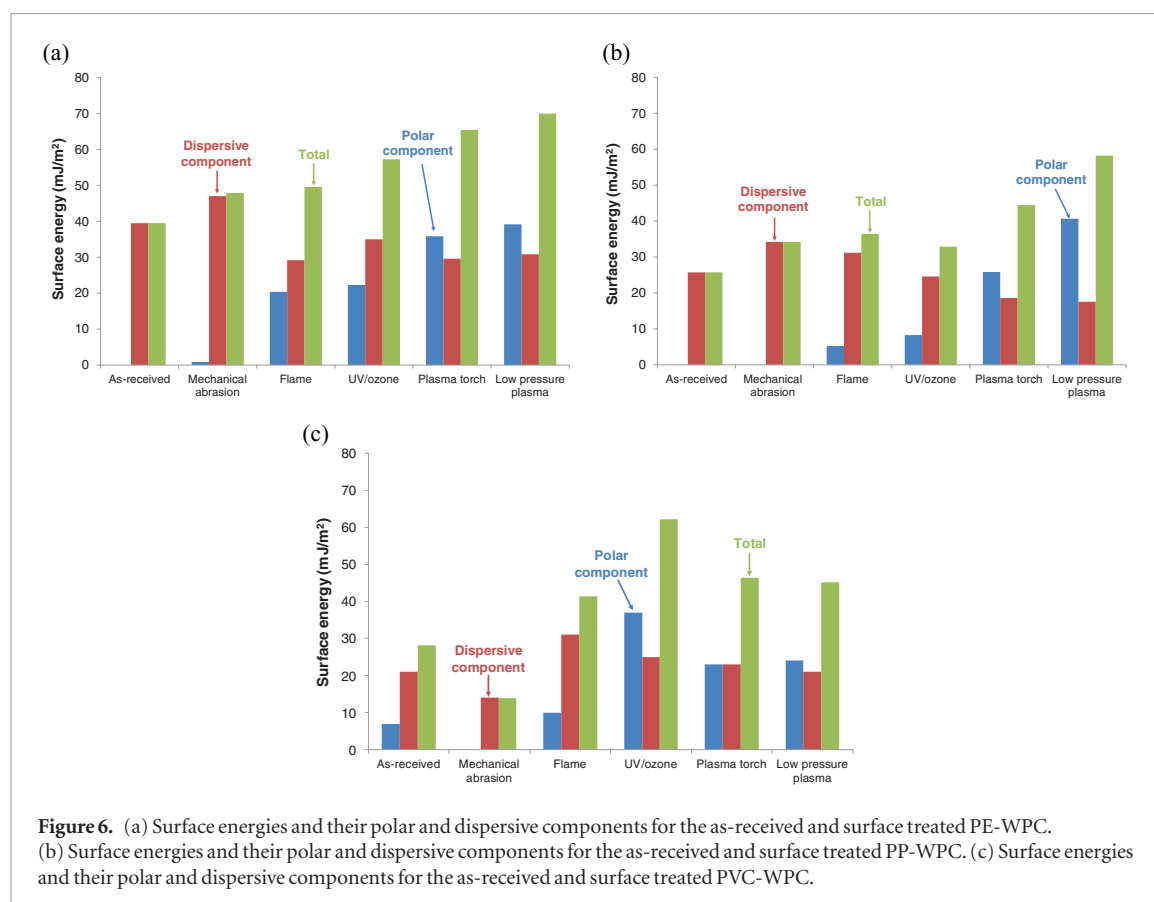 (a)
80
70
60
50
40
30
20
10
0
Surface energy (mJ/m²)
Dispersive
component
Total
Polar
component
As-received
Mechanical
abrasion
Flame
UV/ozone
Plasma torch
Low pressure
plasma
(b)
80
70
60
50
40
30
20
10
0
Surface energy (mJ/m²)
Dispersive
component
Total
Polar
component
As-received
Mechanical
abrasion
Flame
UV/ozone
Plasma torch
Low pressure
plasma
(c)
80
70
60
50
40
30
20
10
0
Surface energy (mJ/m²)
Dispersive
component
Polar
component
Total
As-received
Mechanical
abrasion
Flame
UV/ozone
Plasma torch
Low pressure
plasma
Figure 6. (a) Surface energies and their polar and dispersive components for the as-received and surface treated PE-WPC.
(b) Surface energies and their polar and dispersive components for the as-received and surface treated PP-WPC. (c) Surface energies
and their polar and dispersive components for the as-received and surface treated PVC-WPC.